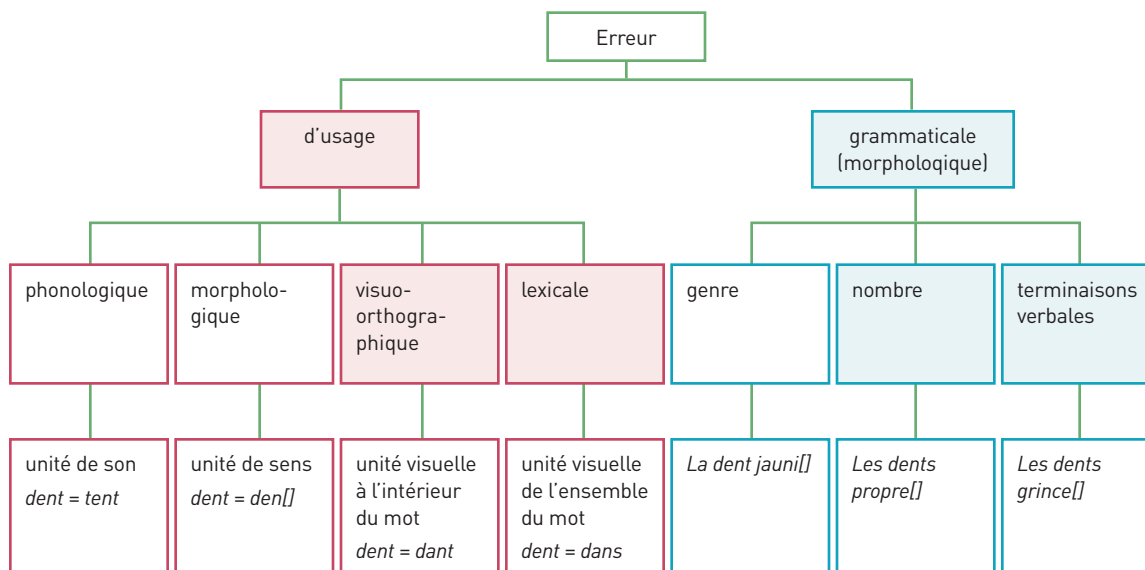 Erreur
d'usage
grammaticale
(morpholoqique)
phonologique
morpholo-
gique
visuo-
orthogra-
phique
lexicale
genre
nombre
terminaisons
verbales
unité de son
dent = tent
unité de sens
dent = den[]
unité visuelle
à l'intérieur
du mot
dent = dant
unité visuelle
de l'ensemble
du mot
dent = dans
La dent jauni[]
Les dents
propre[]
Les dents
grince[]